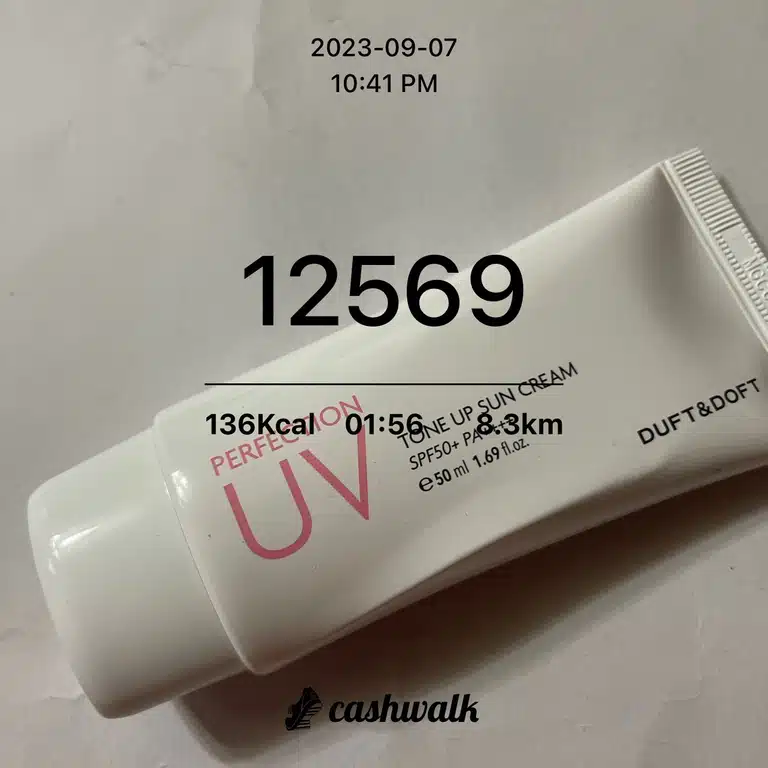 2023-09-07
10:41 PM
12569
136Kcal 01:56 8.3km
PERFECTION
UV
TONE UP SUN CREAM
SPF50+
e50 ml 1.69 fl.oz.
DUFT&DOFT
cashwalk